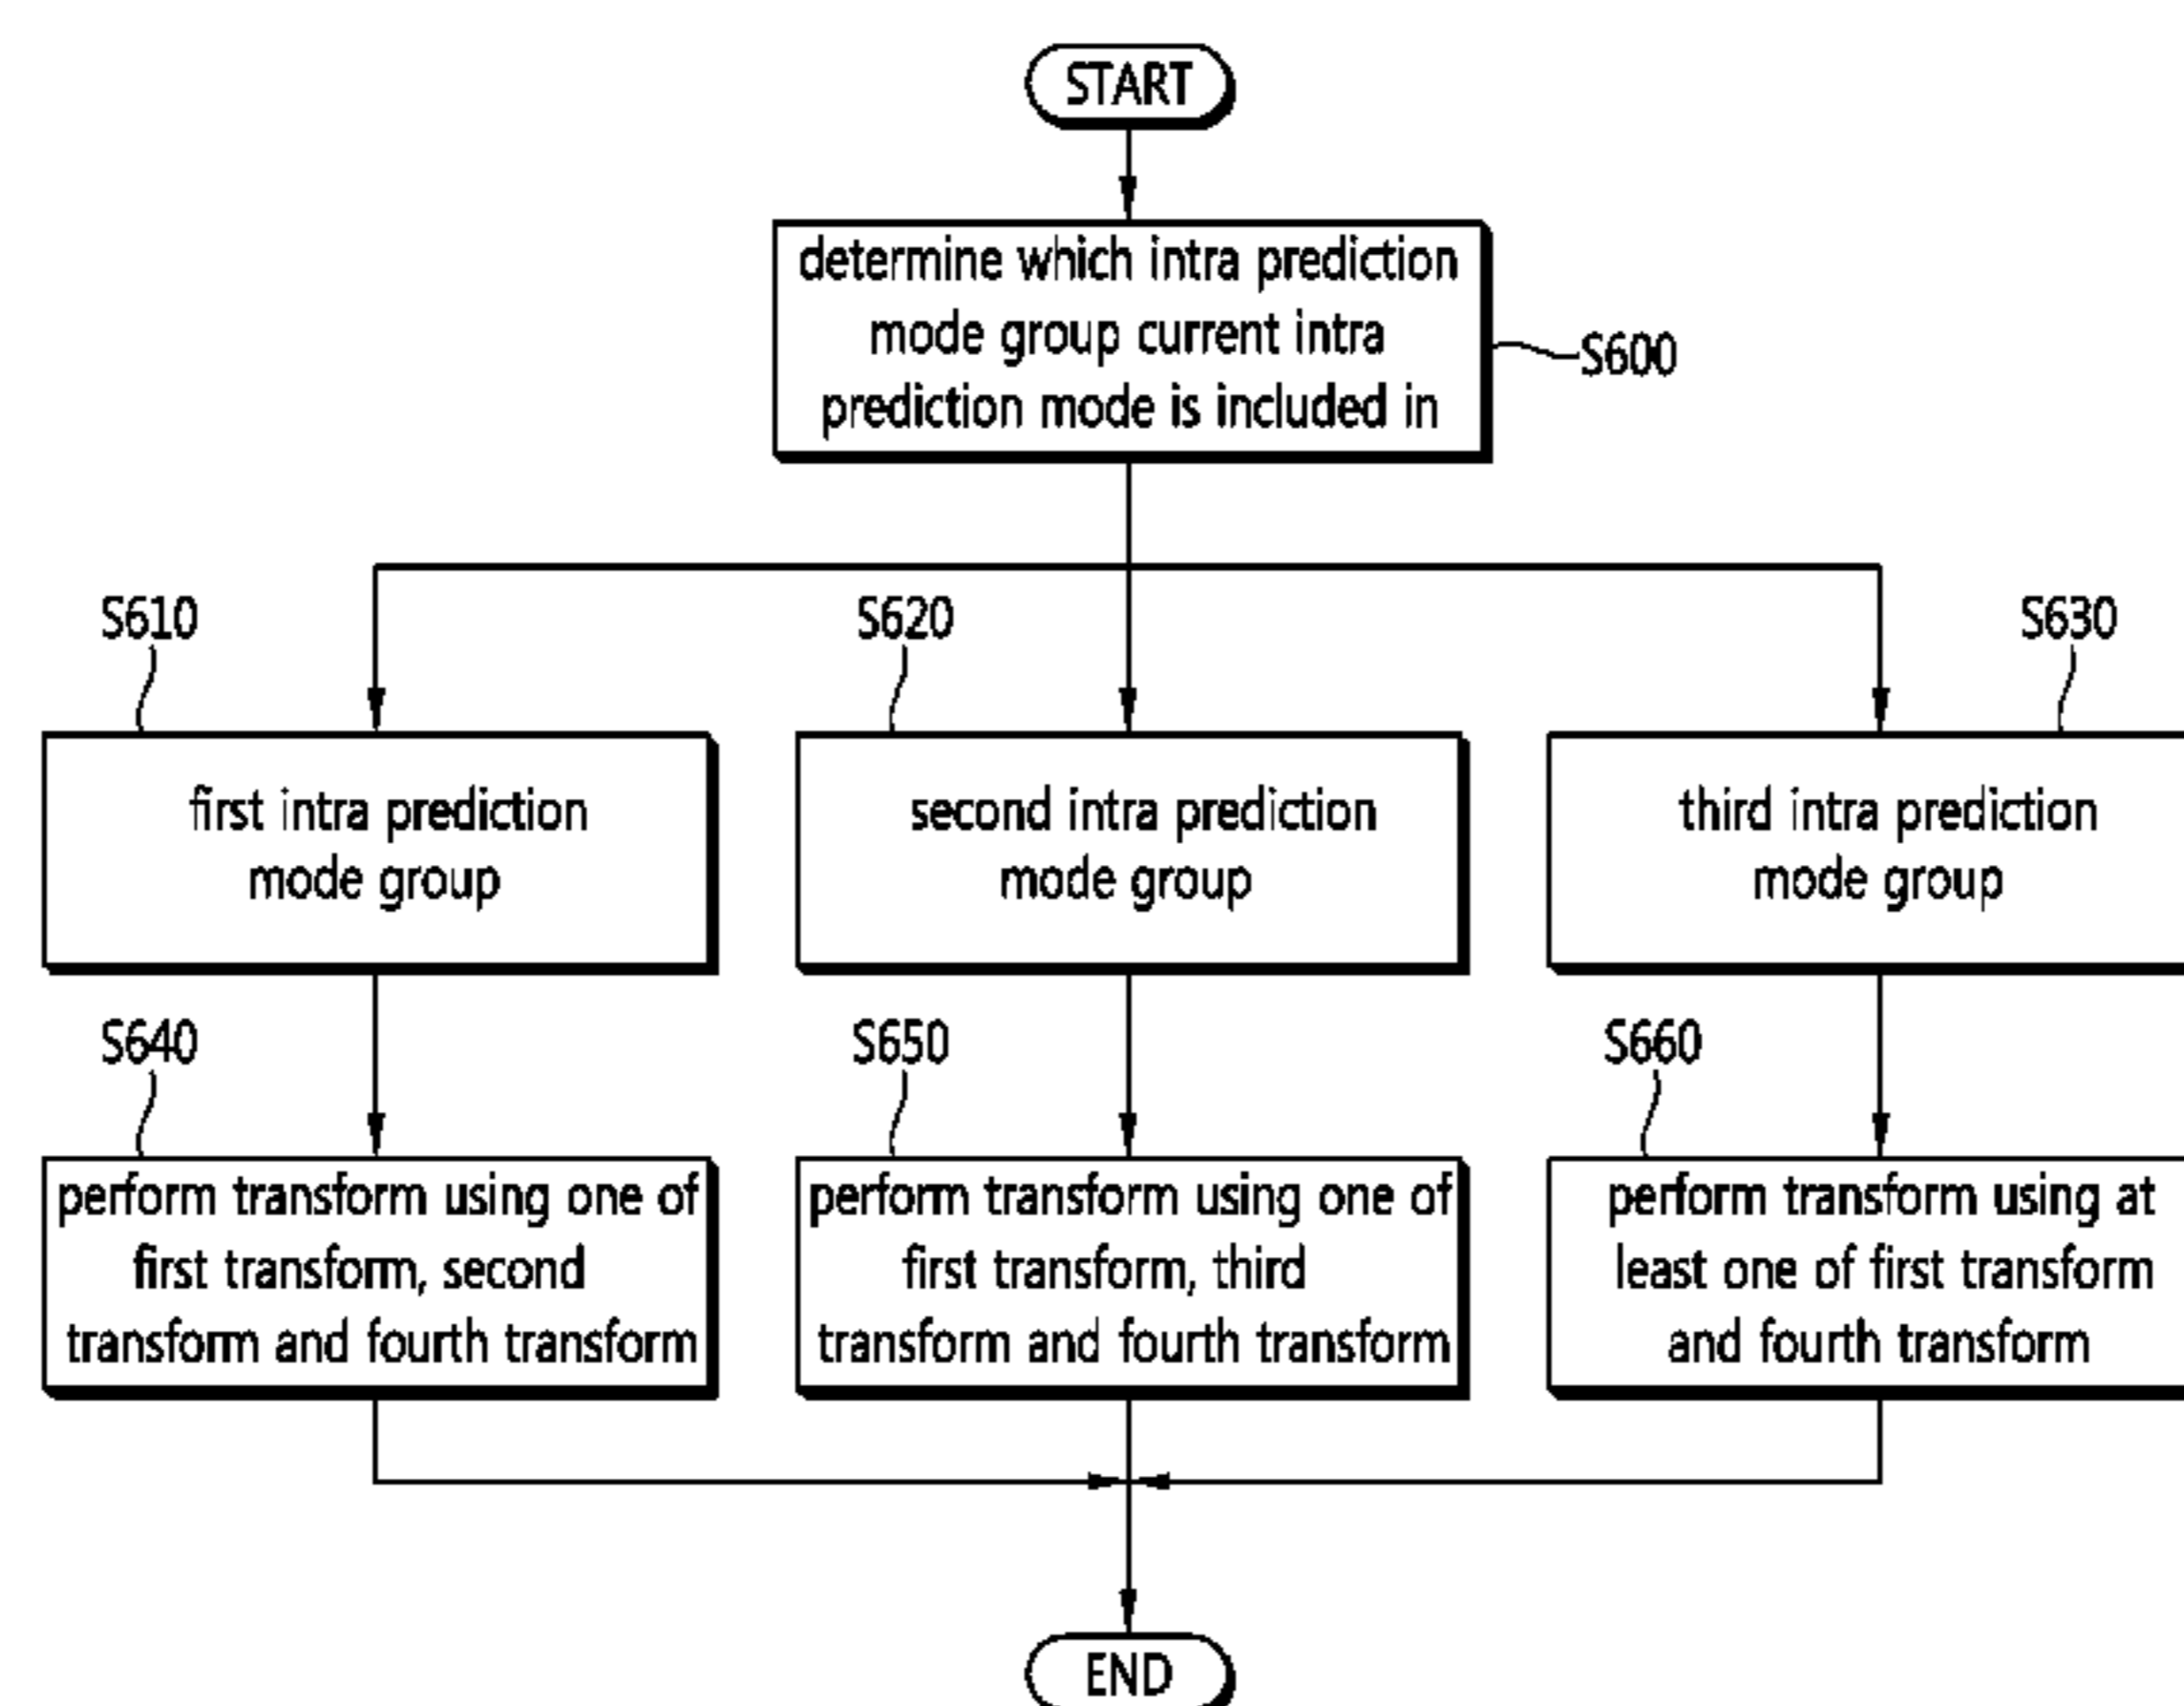 START
determine which intra prediction
mode group current intra
prediction mode is included in
S600
S610
S620
S630
first intra prediction
mode group
second intra prediction
mode group
third intra prediction
mode group
S640
S650
S660
perform transform using one of
first transform, second
transform and fourth transform
perform transform using one of
first transform, third
transform and fourth transform
perform transform using at
least one of first transform
and fourth transform
END